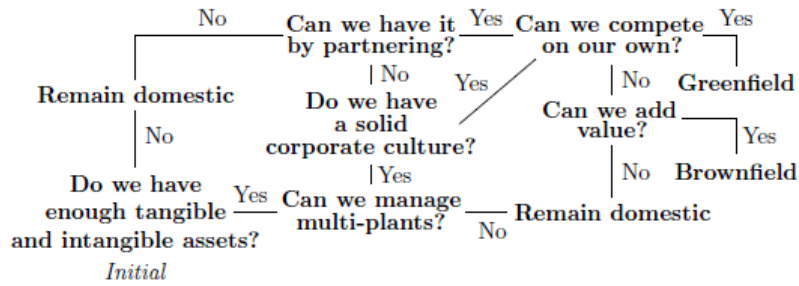 No
Can we have it
by partnering?
Yes
Can we compete
on our own?
Yes
Remain domestic
No
Yes
No
Greenfield
Do we have
a solid
corporate culture?
Can we add
value?
No
Yes
Yes
No
Brownfield
Do we have
enough tangible
and intangible assets?
Yes
Can we manage
multi-plants?
No
Remain domestic
Initial